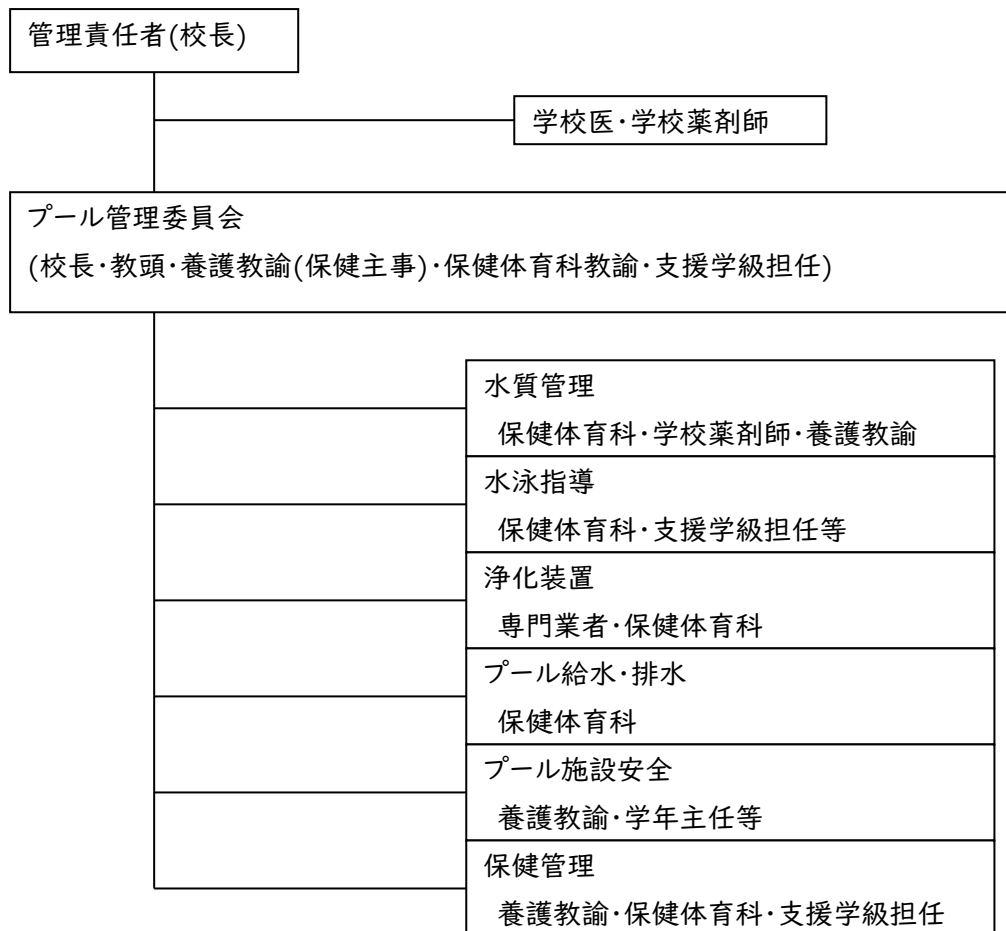 管理責任者(校長)
学校医・学校薬剤師
プール管理委員会
(校長・教頭・養護教諭(保健主事)・保健体育科教諭・支援学級担任)
水質管理
保健体育科・学校薬剤師・養護教諭
水泳指導
保健体育科・支援学級担任等
浄化装置
専門業者・保健体育科
プール給水・排水
保健体育科
プール施設安全
養護教諭・学年主任等
保健管理
養護教諭・保健体育科・支援学級担任